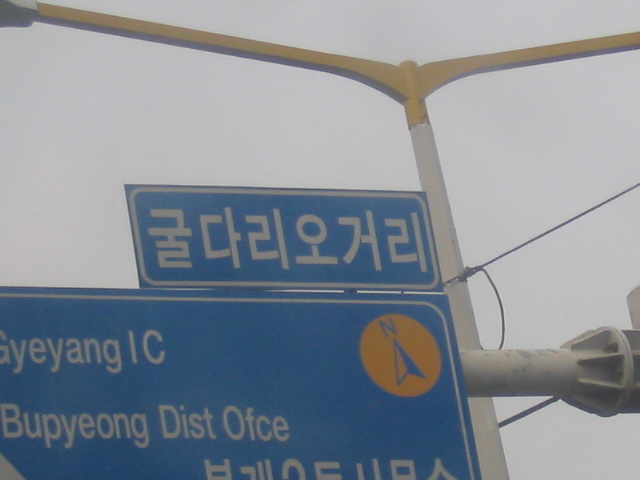 굴다리오거리
Gyeyang IC
N
Bupyeong Dist Ofce